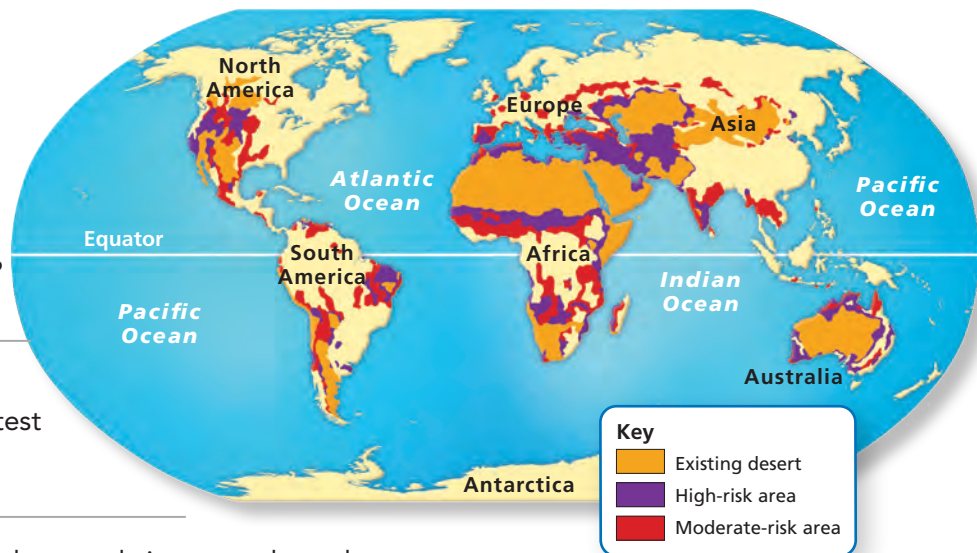 North
America
Europe
Asia
Atlantic
Ocean
Pacific
Ocean
Equator
South
America
Africa
Indian
Ocean
Pacific
Ocean
Australia
test
Key
Existing desert
High-risk area
Moderate-risk area
Antarctica